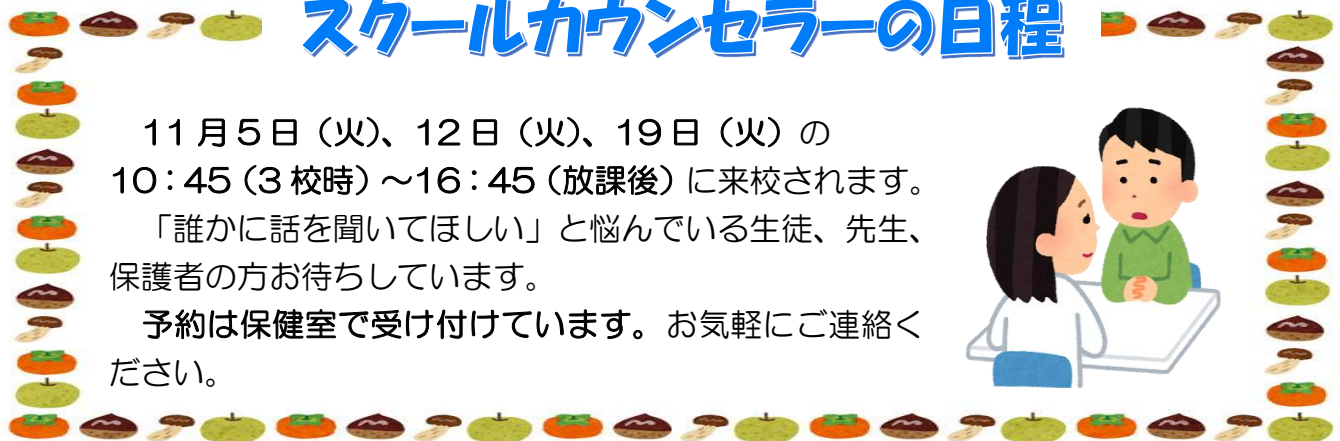 スクールカウンセラーの日程
11月5日（火）、12日（火）、19日（火）の
10：45（3校時）～16：45（放課後）に来校されます。
「誰かに話を聞いてほしい」と悩んでいる生徒、先生、
保護者の方お待ちしています。
予約は保健室で受け付けています。お気軽にご連絡く
ださい。